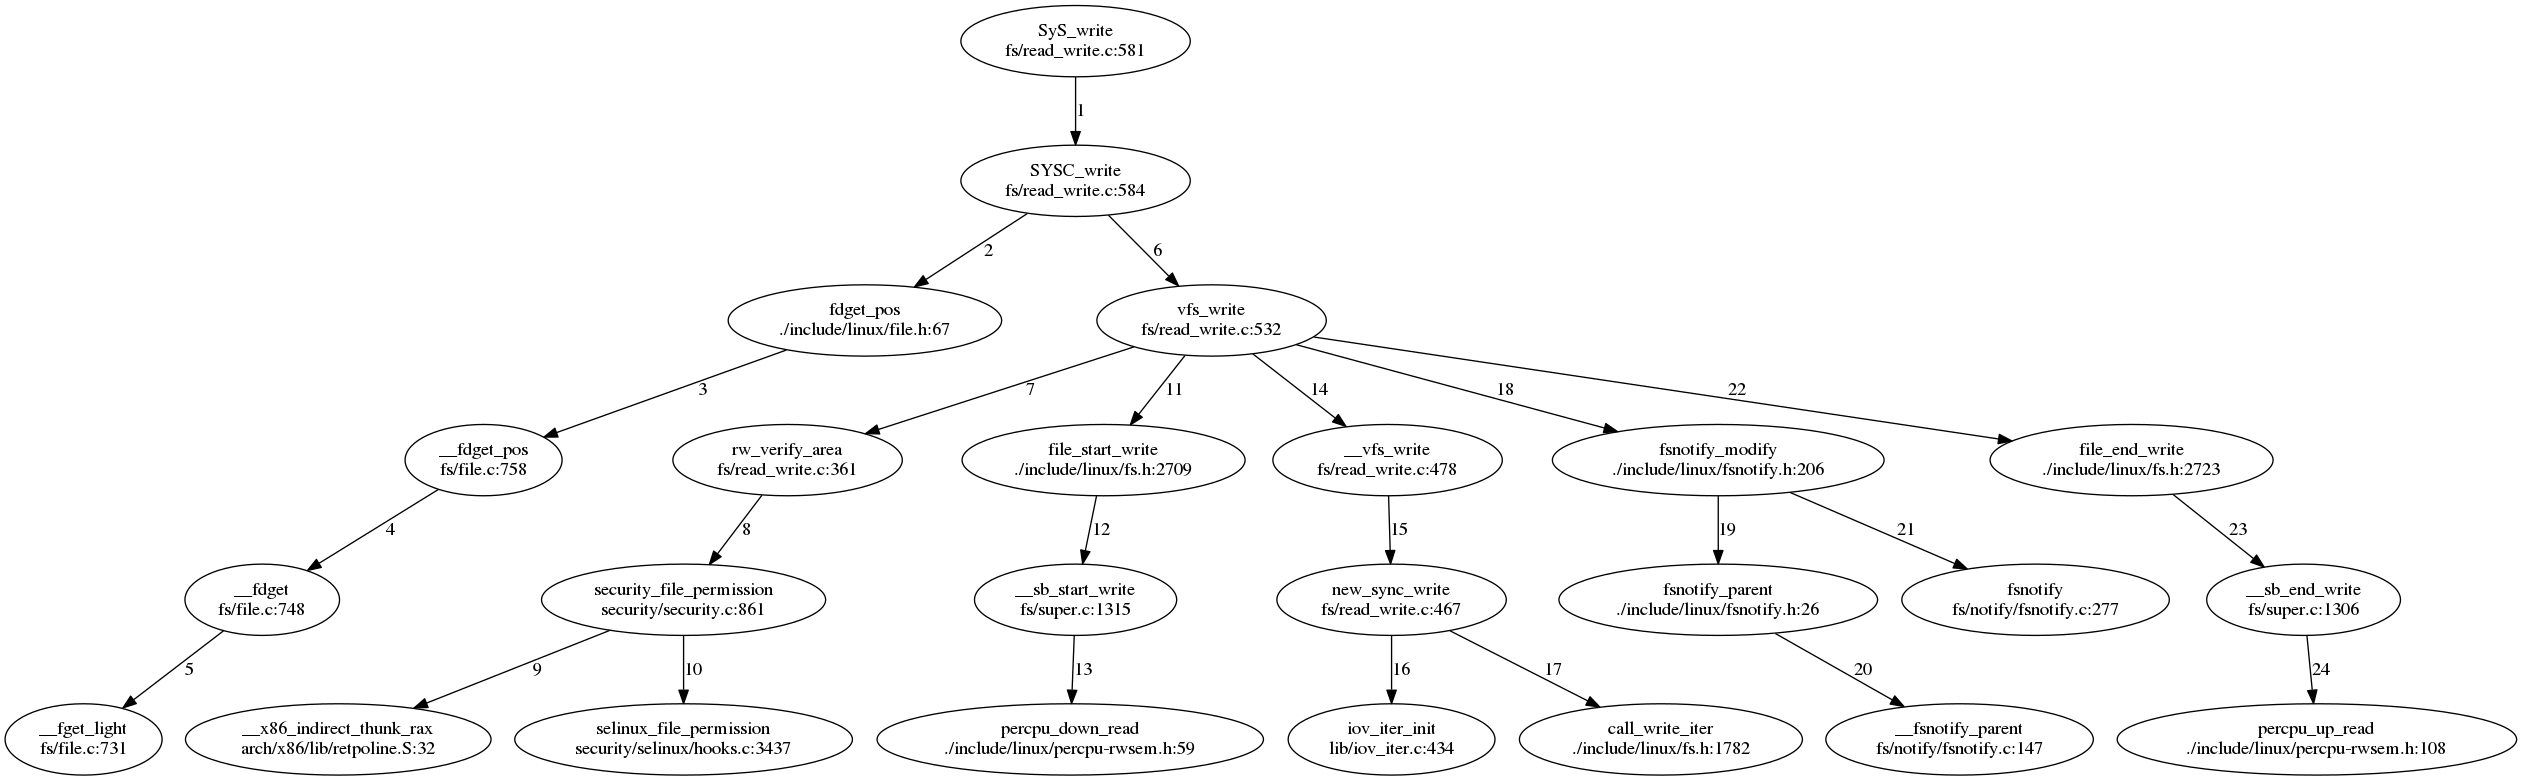 SyS_write
fs/read_write.c:581
1
SYSC_write
fs/read_write.c:584
2
6
fdget_pos
./include/linux/file.h:67
vfs_write
fs/read_write.c:532
3
7
11
14
18
22
__fdget_pos
fs/file.c:758
rw_verify_area
fs/read_write.c:361
file_start_write
./include/linux/fs.h:2709
__vfs_write
fs/read_write.c:478
fsnotify_modify
./include/linux/fsnotify.h:206
file_end_write
./include/linux/fs.h:2723
4
8
12
15
19
21
23
__fdget
fs/file.c:748
security_file_permission
security/security.c:861
__sb_start_write
fs/super.c:1315
new_sync_write
fs/read_write.c:467
fsnotify_parent
./include/linux/fsnotify.h:26
fsnotify
fs/notify/fsnotify.c:277
__sb_end_write
fs/super.c:1306
5
9
10
13
16
17
20
24
__fget_light
fs/file.c:731
__x86_indirect_thunk_rax
arch/x86/lib/retpoline.S:32
selinux_file_permission
security/selinux/hooks.c:3437
percpu_down_read
./include/linux/percpu-rwsem.h:59
iov_iter_init
lib/iov_iter.c:434
call_write_iter
./include/linux/fs.h:1782
__fsnotify_parent
fs/notify/fsnotify.c:147
percpu_up_read
./include/linux/percpu-rwsem.h:108